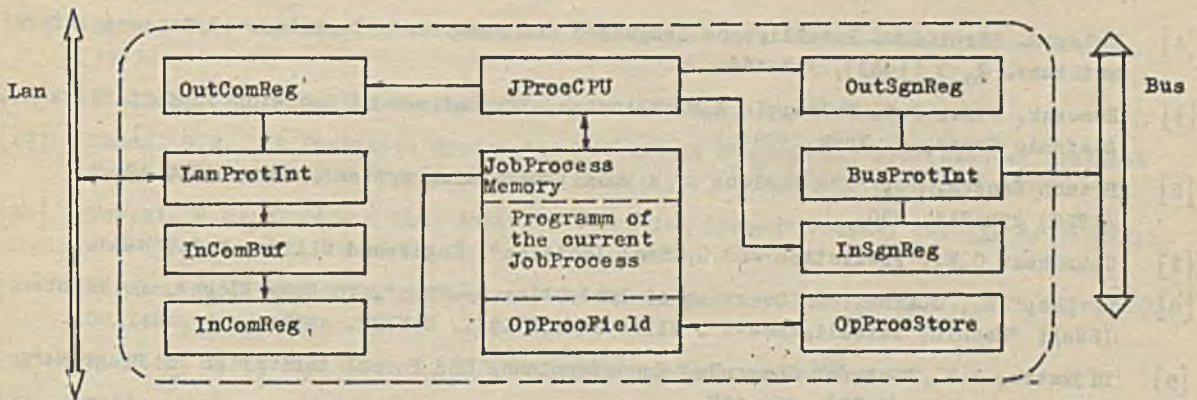 Lan
Bus
OutComReg
JProcCPU
OutSgnReg
LanProtInt
JobProcess
Memory
BusProtInt
Programm of
the current
JobProcess
InComBuf
InSgnReg
InComReg
OpProcField
OpProcStore